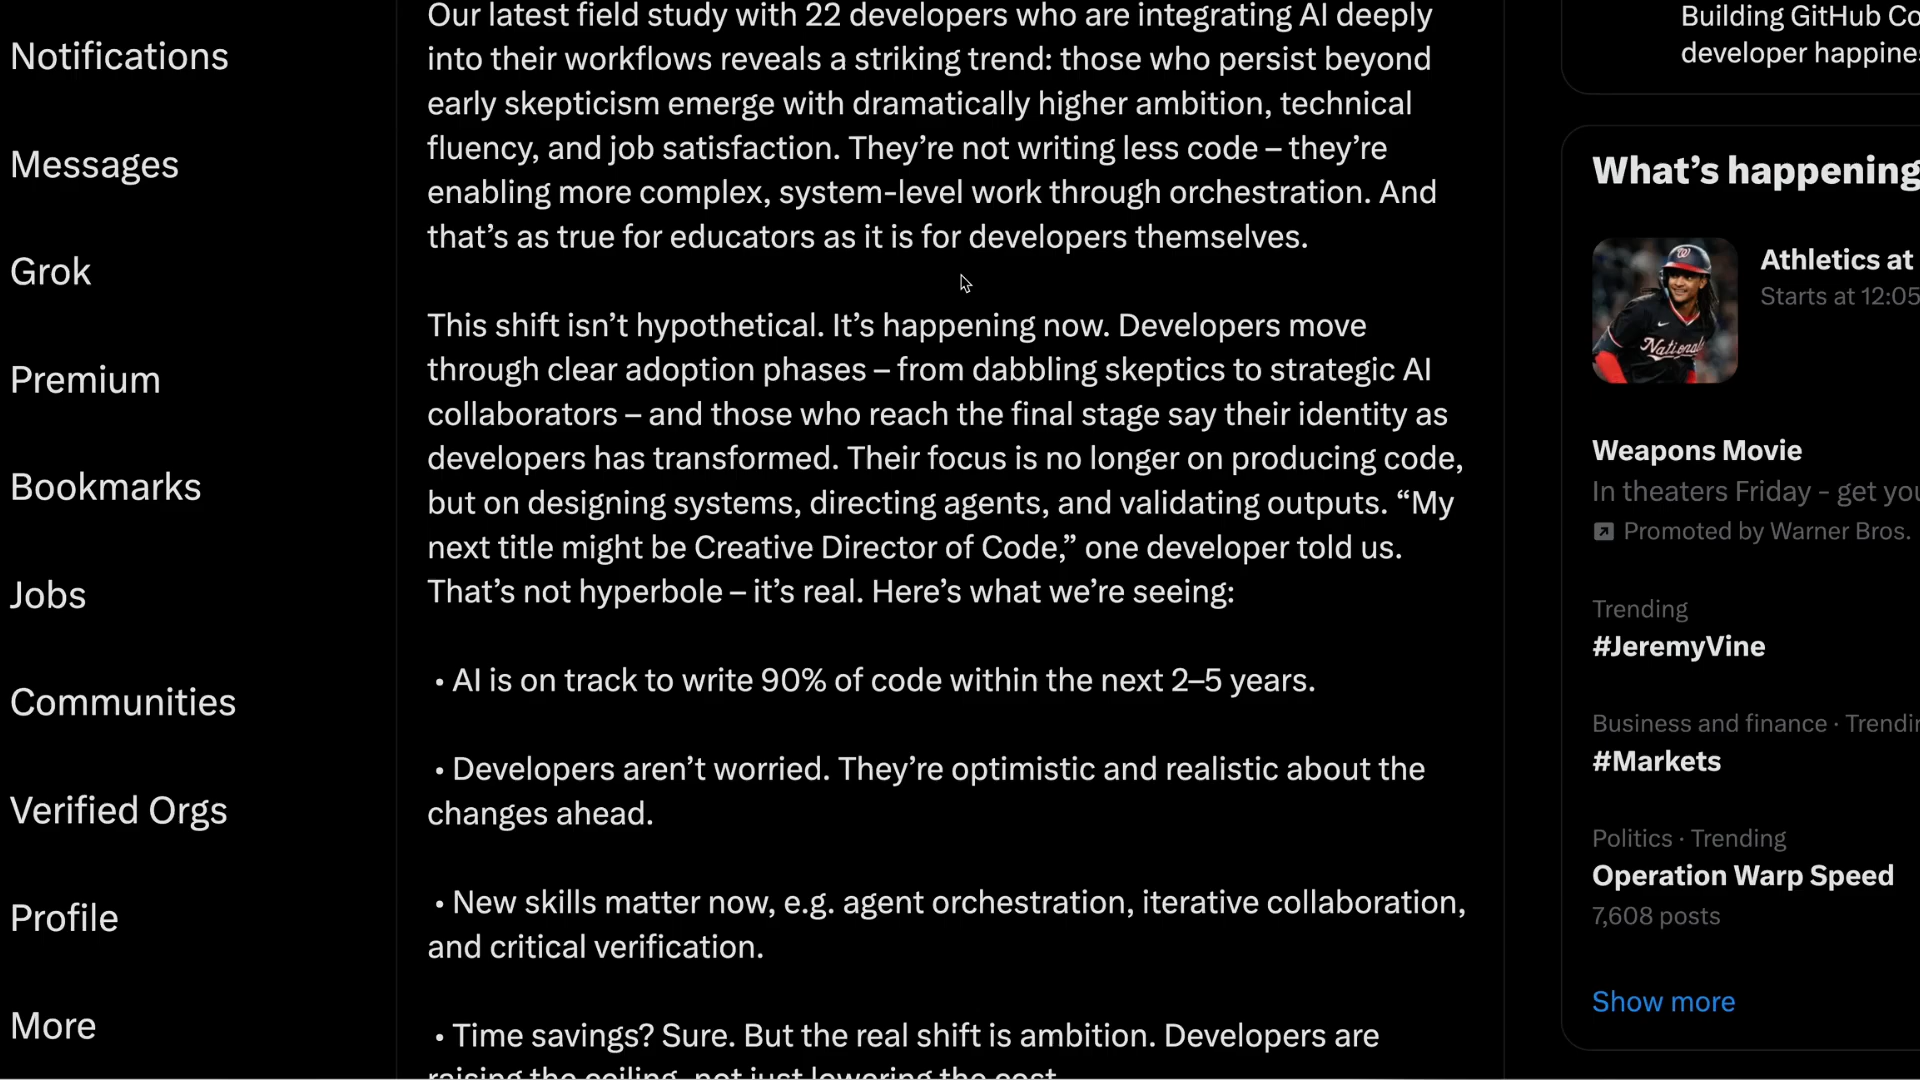 Notifications
Messages
Grok
Premium
Bookmarks
Jobs
Communities
Verified Orgs
Profile
More
Our latest field study with 22 developers who are integrating AI deeply
into their workflows reveals a striking trend: those who persist beyond
early skepticism emerge with dramatically higher ambition, technical
fluency, and job satisfaction. They’re not writing less code – they’re
enabling more complex, system-level work through orchestration. And
that’s as true for educators as it is for developers themselves.
This shift isn’t hypothetical. It’s happening now. Developers move
through clear adoption phases – from dabbling skeptics to strategic AI
collaborators – and those who reach the final stage say their identity as
developers has transformed. Their focus is no longer on producing code,
but on designing systems, directing agents, and validating outputs. “My
next title might be Creative Director of Code,” one developer told us.
That’s not hyperbole – it’s real. Here’s what we’re seeing:
• AI is on track to write 90% of code within the next 2–5 years.
• Developers aren’t worried. They’re optimistic and realistic about the
changes ahead.
• New skills matter now, e.g. agent orchestration, iterative collaboration,
and critical verification.
• Time savings? Sure. But the real shift is ambition. Developers are
raising the ceiling, not just lowering the cost.
Building GitHub Co
developer happine
What’s happening
Athletics at
Starts at 12:05
Nationals
Weapons Movie
In theaters Friday – get you
Promoted by Warner Bros.
Trending
#JeremyVine
Business and finance · Trendin
#Markets
Politics · Trending
Operation Warp Speed
7,608 posts
Show more